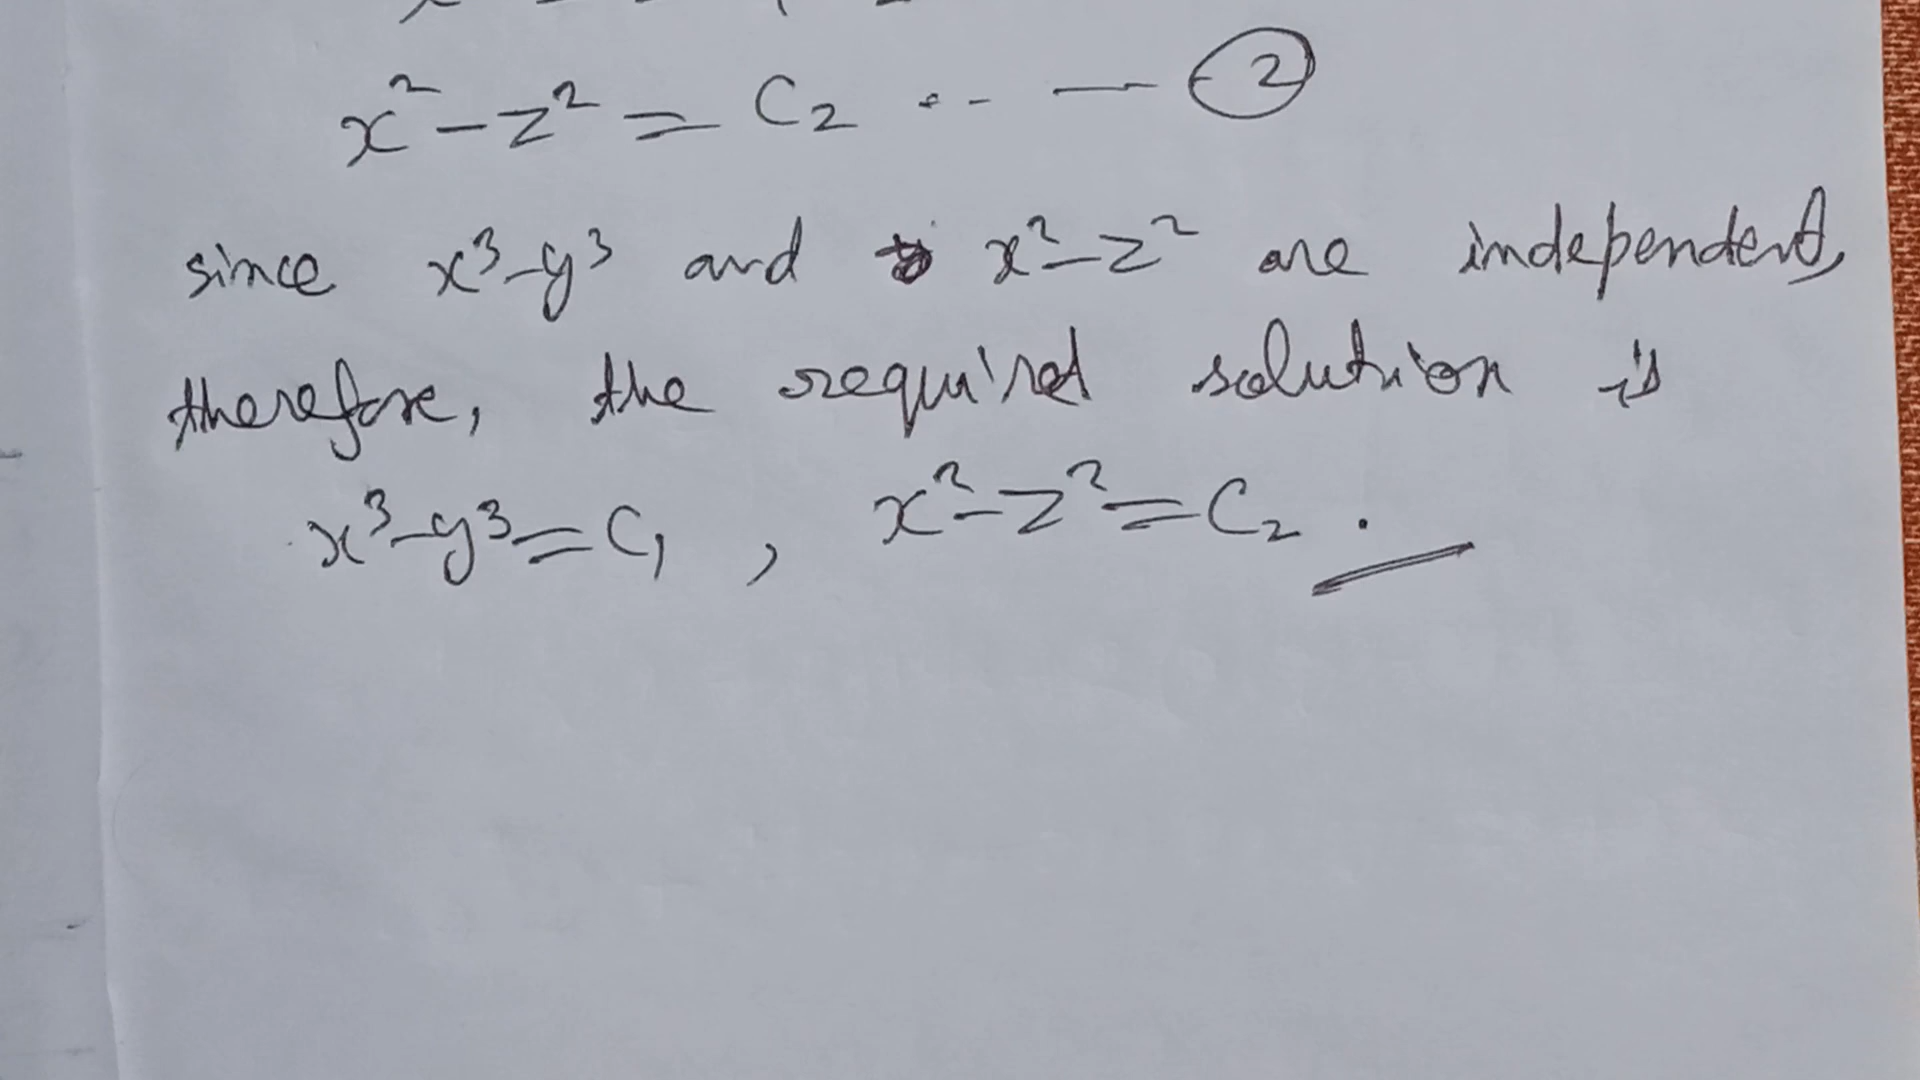 x² - z² = C₂ -- — ②
since x³-y³ and x²-z² are independent,
therefore, the required solution is
x³-y³ = C₁ , x²-z² = C₂ .